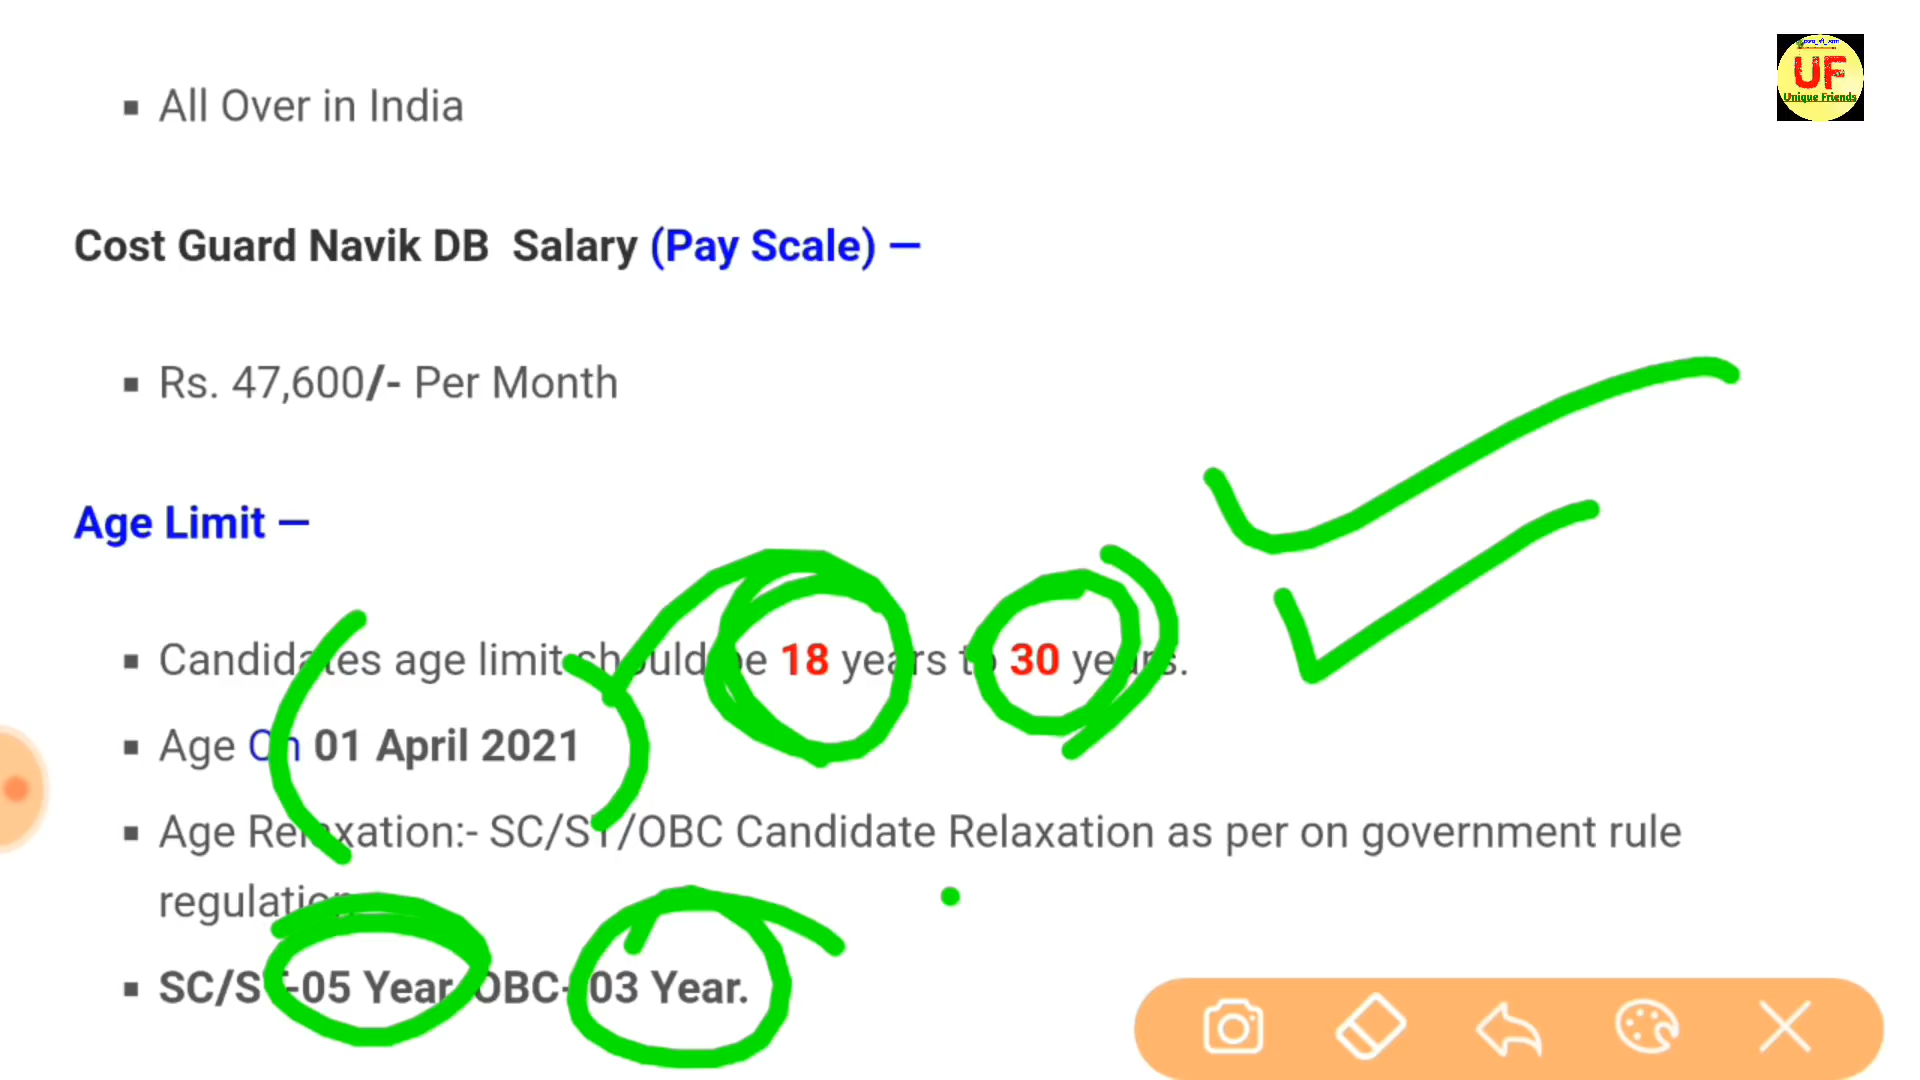 UF
Unique Friends
All Over in India
Cost Guard Navik DB Salary (Pay Scale) —
Rs. 47,600/- Per Month
Age Limit —
Candidates age limit should be 18 years to 30 years.
Age On 01 April 2021
Age Relaxation:- SC/ST/OBC Candidate Relaxation as per on government rule
regulation
SC/ST-05 Year, OBC- 03 Year.